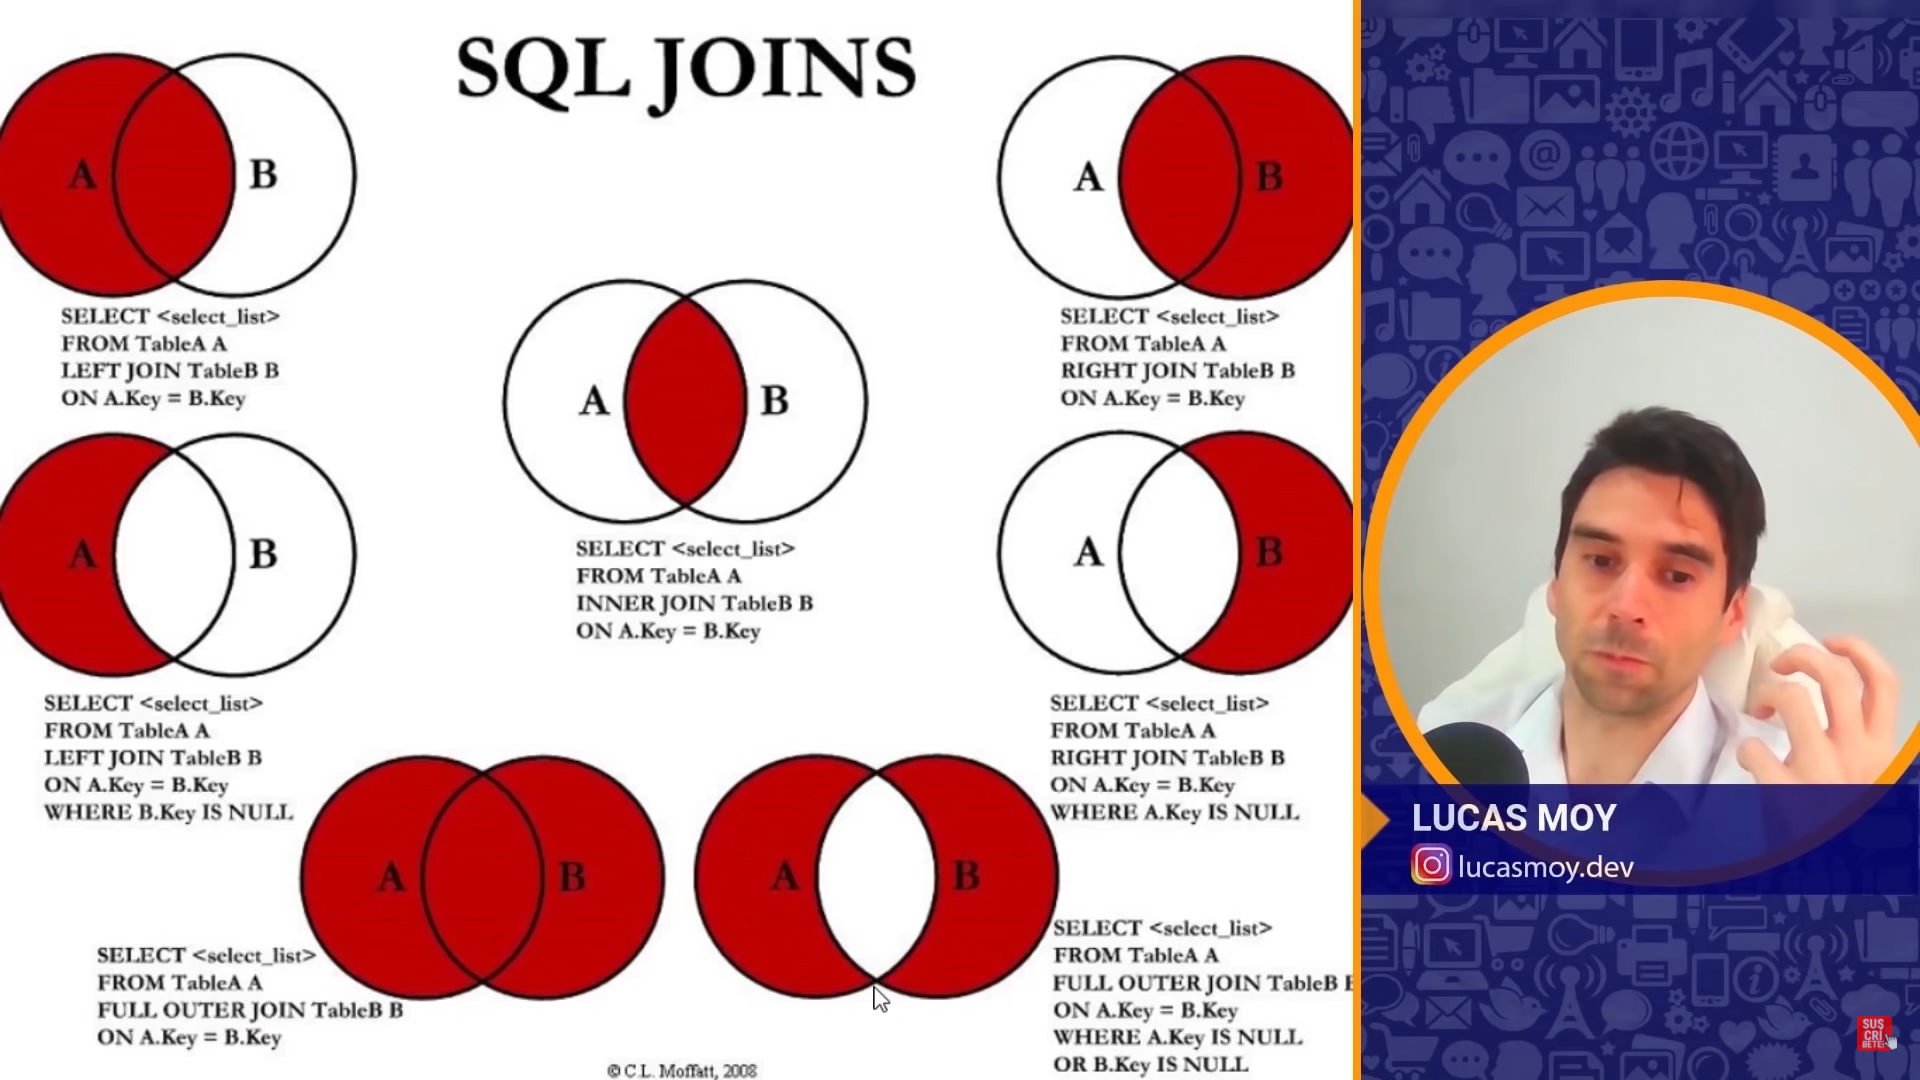 SQL JOINS
A B
SELECT <select_list>
FROM TableA A
LEFT JOIN TableB B
ON A.Key = B.Key
A B
SELECT <select_list>
FROM TableA A
RIGHT JOIN TableB B
ON A.Key = B.Key
A B
SELECT <select_list>
FROM TableA A
INNER JOIN TableB B
ON A.Key = B.Key
A B
SELECT <select_list>
FROM TableA A
LEFT JOIN TableB B
ON A.Key = B.Key
WHERE B.Key IS NULL
A B
SELECT <select_list>
FROM TableA A
RIGHT JOIN TableB B
ON A.Key = B.Key
WHERE A.Key IS NULL
A B
SELECT <select_list>
FROM TableA A
FULL OUTER JOIN TableB B
ON A.Key = B.Key
A B
SELECT <select_list>
FROM TableA A
FULL OUTER JOIN TableB B
ON A.Key = B.Key
WHERE A.Key IS NULL
OR B.Key IS NULL
© C.L. Moffatt, 2008
LUCAS MOY
lucasmoy.dev
SUS
CRI
BETE!